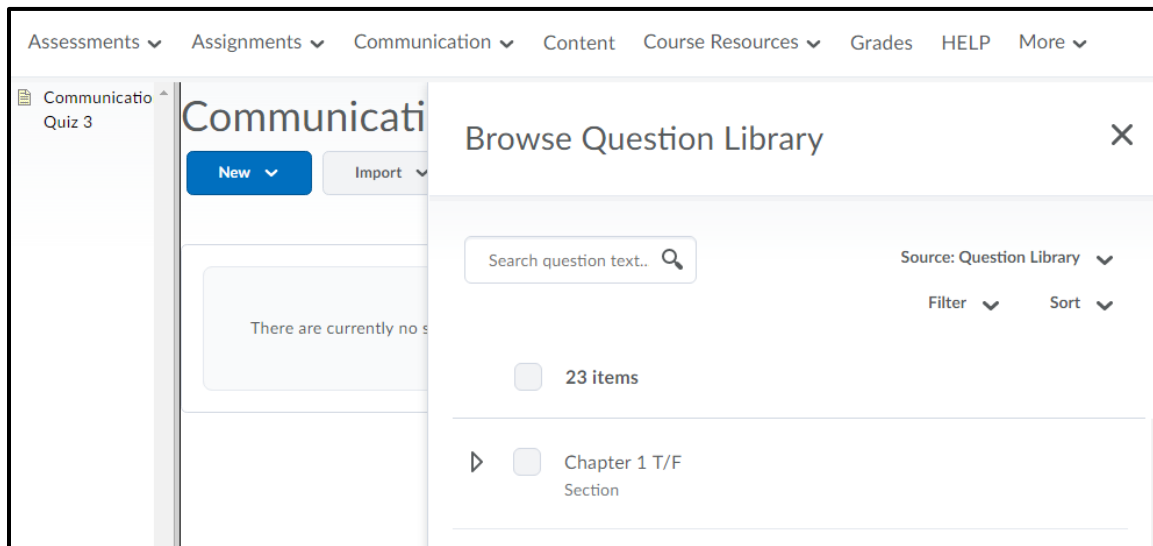 Assessments Assignments Communication Content Course Resources Grades HELP More
Communicatio
Quiz 3
Communicati
New Import
There are currently no s
Browse Question Library
Search question text..
Source: Question Library
Filter Sort
23 items
Chapter 1 T/F
Section